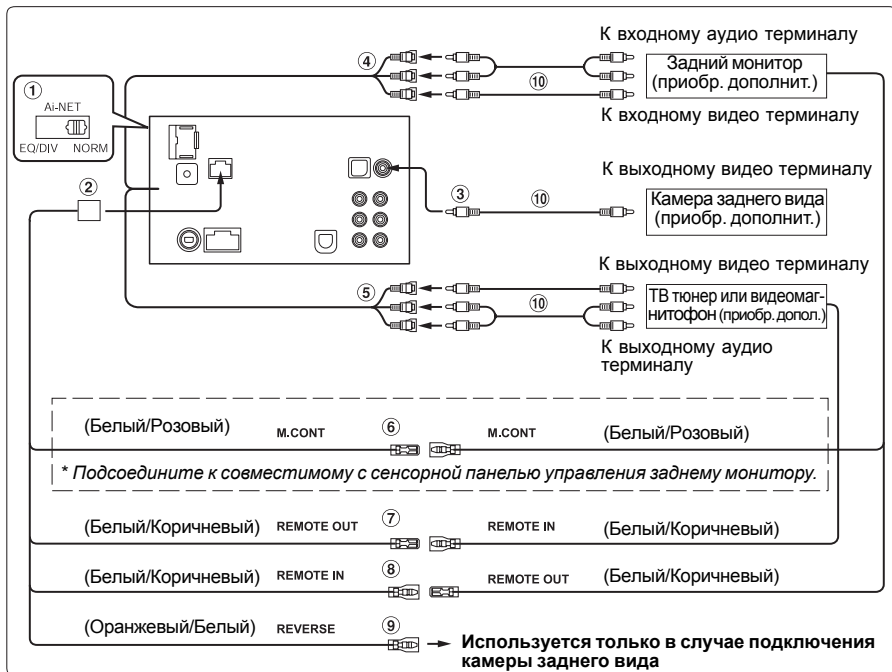 К входному аудио терминалу
④
Задний монитор
(приобр. дополнит.)
①
Ai-NET
⑩
EQ/DIV NORM
К входному видео терминалу
К выходному видео терминалу
②
③
⑩
Камера заднего вида
(приобр. дополнит.)
К выходному видео терминалу
⑤
⑩
ТВ тюнер или видеомаг-
нитофон (приобр. допол.)
К выходному аудио
терминалу
(Белый/Розовый) M.CONT ⑥ M.CONT (Белый/Розовый)
* Подсоедините к совместимому с сенсорной панелью управления заднему монитору.
(Белый/Коричневый) REMOTE OUT ⑦ REMOTE IN (Белый/Коричневый)
(Белый/Коричневый) REMOTE IN ⑧ REMOTE OUT (Белый/Коричневый)
(Оранжевый/Белый) REVERSE ⑨
Используется только в случае подключения
камеры заднего вида